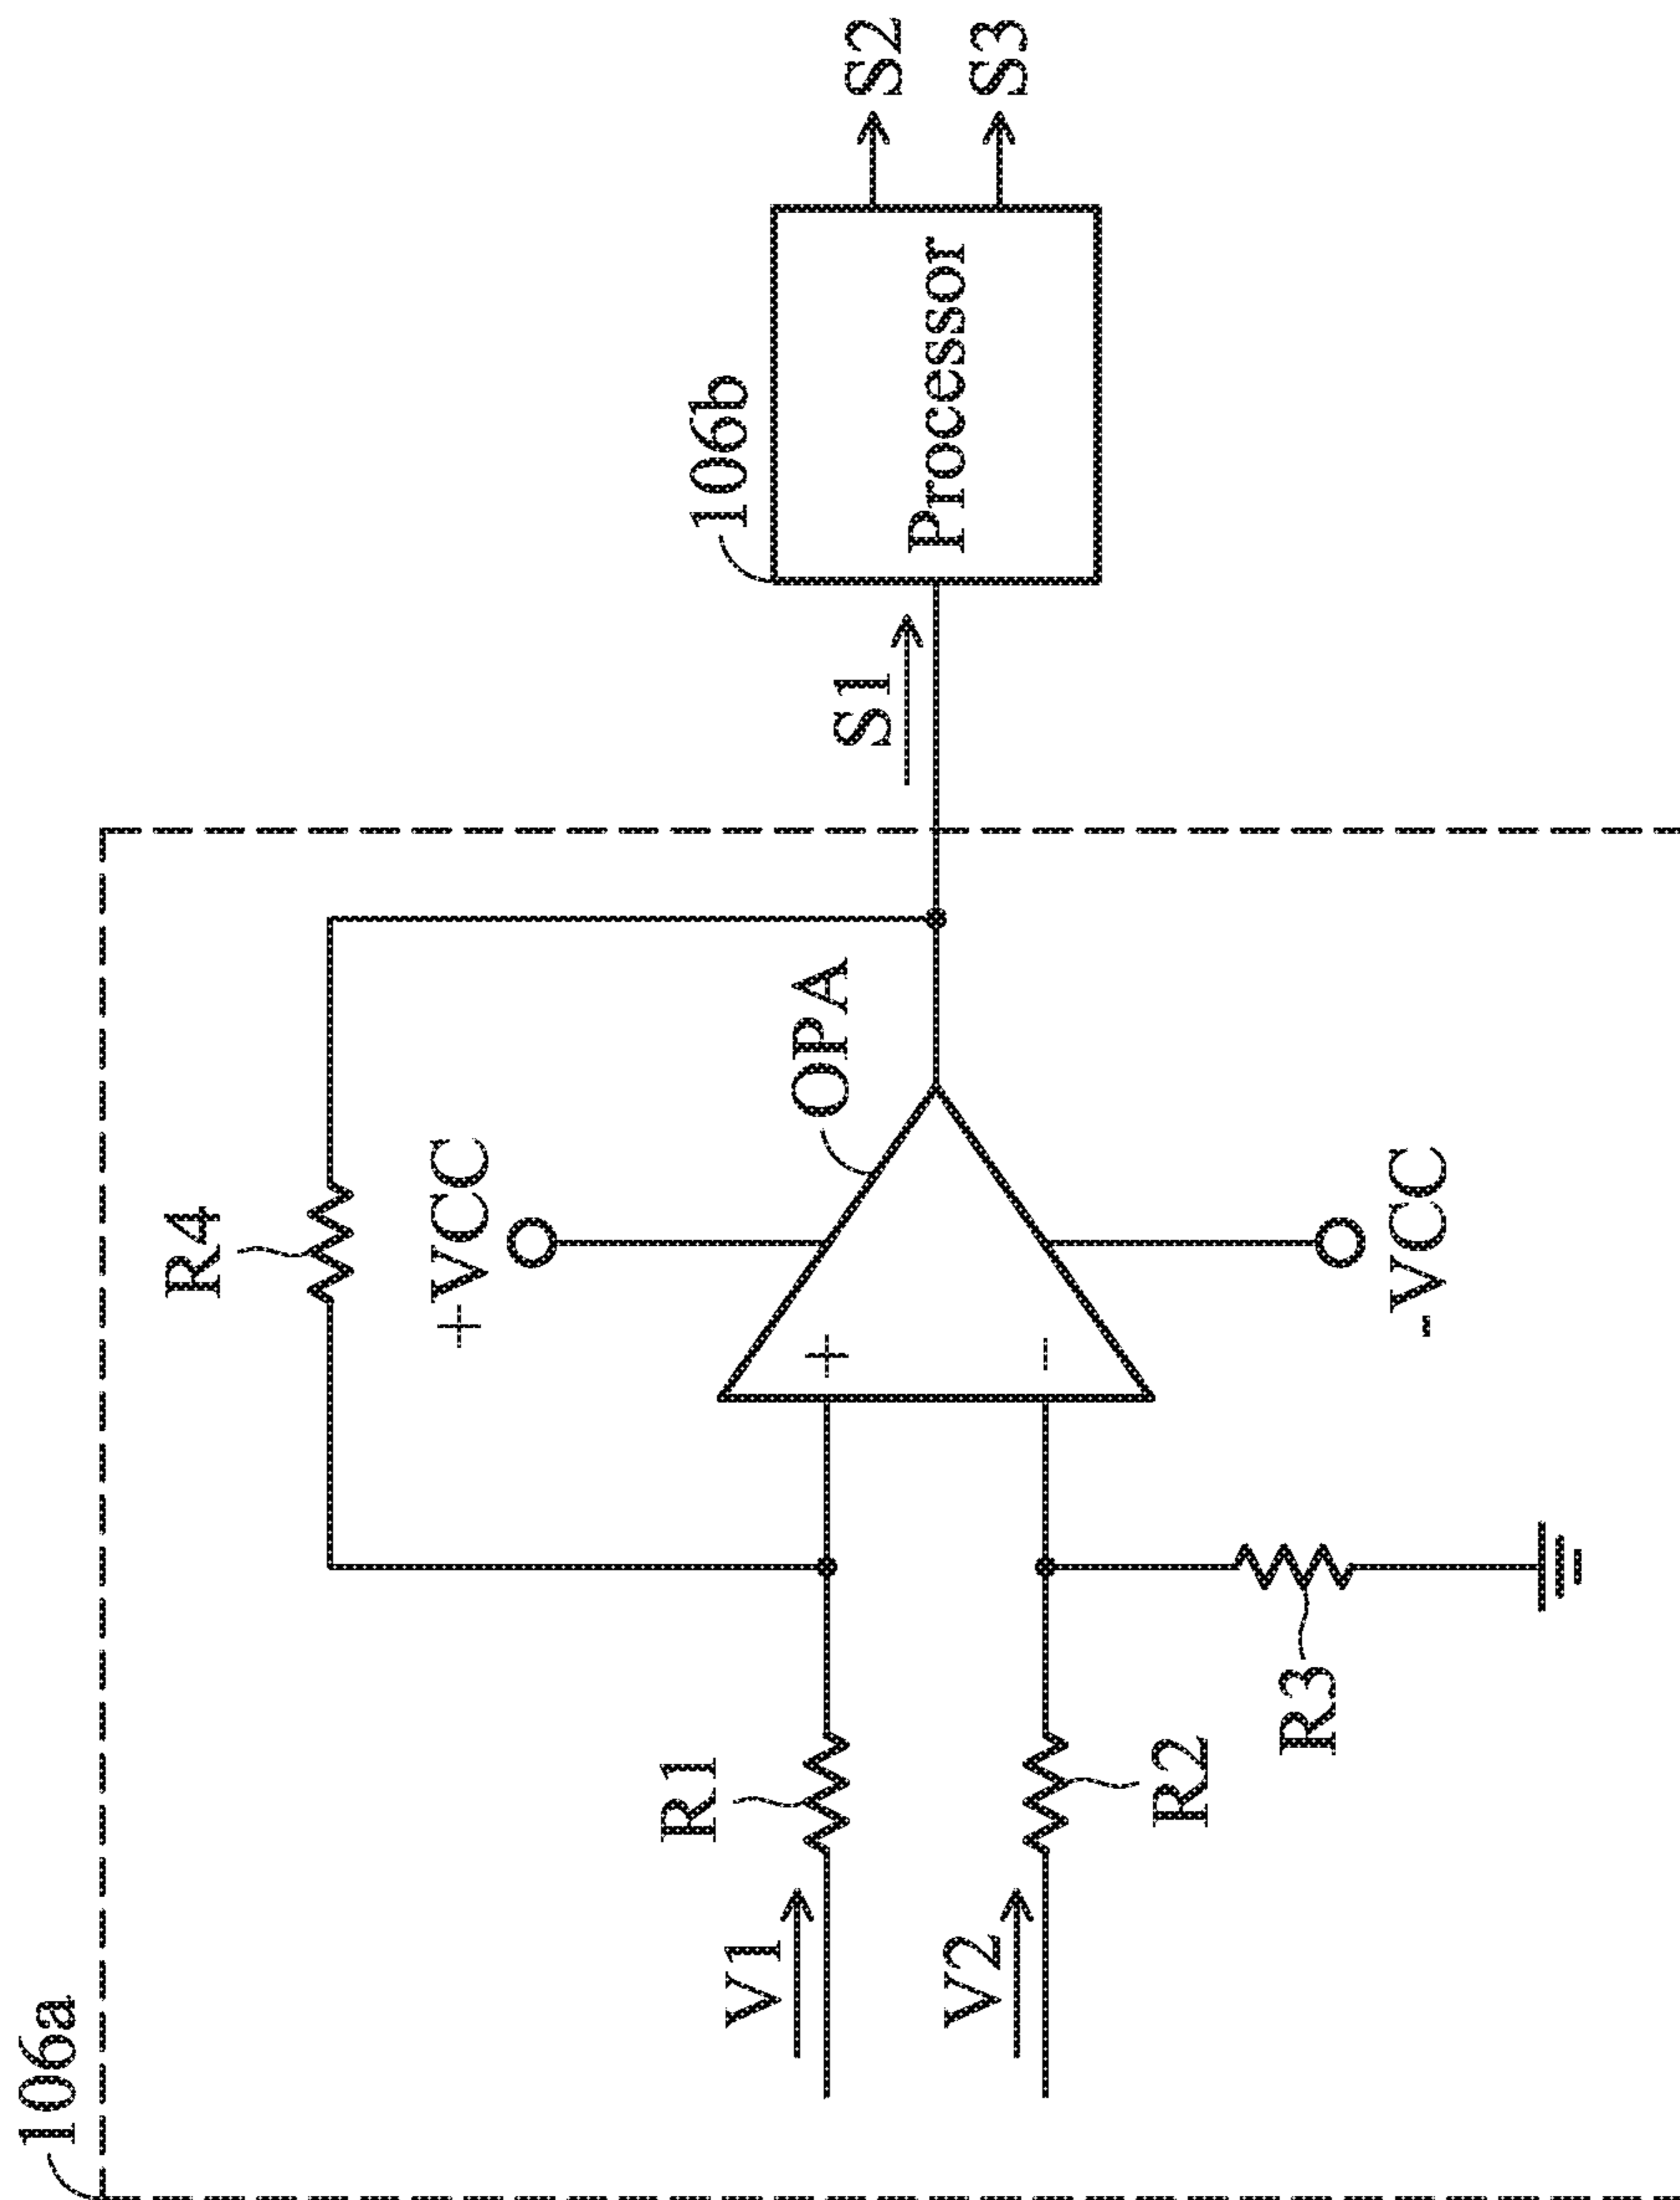 106a
R4
+VCC
OPA
106b
S1
Processor
S2
S3
V1
R1
+
V2
R2
−
R3
-VCC